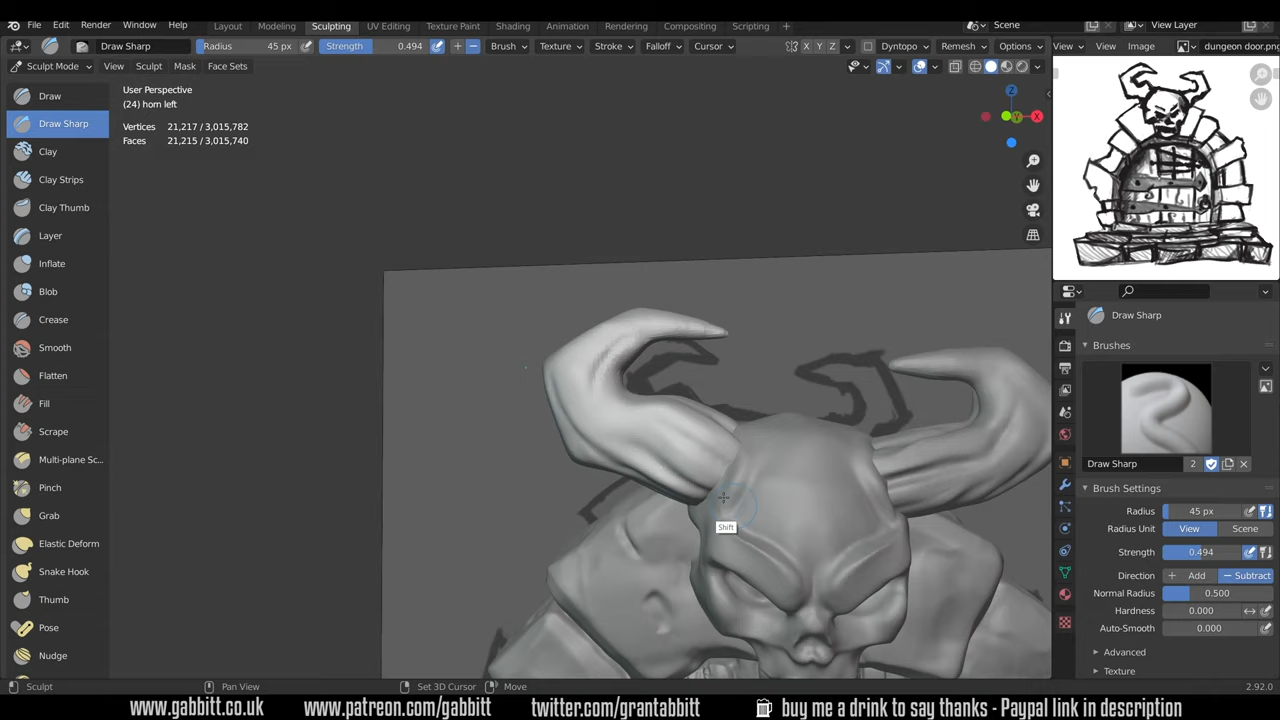 File Edit Render Window Help Layout Modeling Sculpting UV Editing Texture Paint Shading Animation Rendering Compositing Scripting + Scene View Layer
Draw Sharp Radius 45 px Strength 0.494 Brush Texture Stroke Falloff Cursor X Y Z Dyntopo Remesh Options View View Image dungeon door.png
Sculpt Mode View Sculpt Mask Face Sets
User Perspective
(24) horn left
Vertices 21,217 / 3,015,782
Faces 21,215 / 3,015,740
Z
Y
X
Draw
Draw Sharp
Clay
Clay Strips
Clay Thumb
Layer
Inflate
Blob
Crease
Smooth
Flatten
Fill
Scrape
Multi-plane Sc...
Pinch
Grab
Elastic Deform
Snake Hook
Thumb
Pose
Nudge
Shift
Draw Sharp
Brushes
Draw Sharp 2
Brush Settings
Radius 45 px
Radius Unit View Scene
Strength 0.494
Direction + Add − Subtract
Normal Radius 0.500
Hardness 0.000
Auto-Smooth 0.000
Advanced
Texture
Sculpt Pan View Set 3D Cursor Move 2.92.0
www.gabbitt.co.uk www.patreon.com/gabbitt twitter.com/grantabbitt buy me a drink to say thanks - Paypal link in description